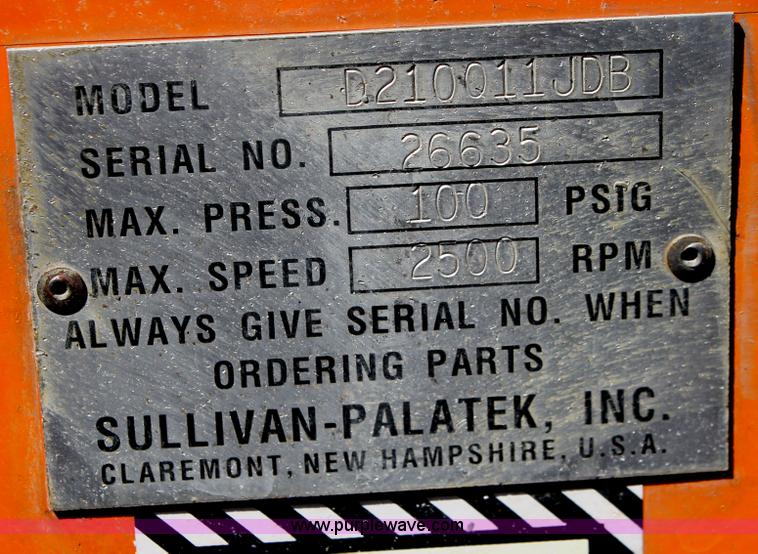 MODEL D210Q11JDB
SERIAL NO. 26635
MAX. PRESS. 100 PSIG
MAX. SPEED 2500 RPM
ALWAYS GIVE SERIAL NO. WHEN
ORDERING PARTS
SULLIVAN-PALATEK, INC.
CLAREMONT, NEW HAMPSHIRE, U.S.A.
www.purplewave.com